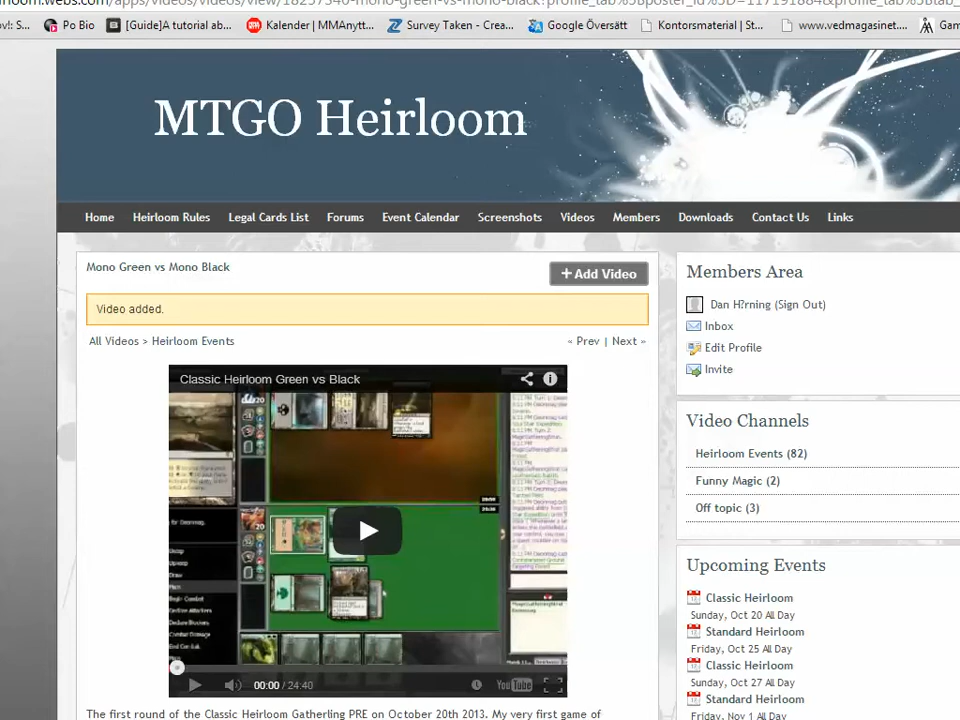 Po Bio
[Guide]A tutorial ab...
Kalender | MMAnytt...
Survey Taken - Creat...
Google Översätt
Kontorsmaterial | St...
www.vedmagasinet....
MTGO Heirloom
Home
Heirloom Rules
Legal Cards List
Forums
Event Calendar
Screenshots
Videos
Members
Downloads
Contact Us
Links
Mono Green vs Mono Black
+ Add Video
Video added.
All Videos > Heirloom Events
« Prev | Next »
Classic Heirloom Green vs Black
00:00 / 24:40
YouTube
The first round of the Classic Heirloom Gatherling PRE on October 20th 2013. My very first game of
Members Area
Dan H?rning (Sign Out)
Inbox
Edit Profile
Invite
Video Channels
Heirloom Events (82)
Funny Magic (2)
Off topic (3)
Upcoming Events
Classic Heirloom
Sunday, Oct 20 All Day
Standard Heirloom
Friday, Oct 25 All Day
Classic Heirloom
Sunday, Oct 27 All Day
Standard Heirloom
Friday, Nov 1 All Day